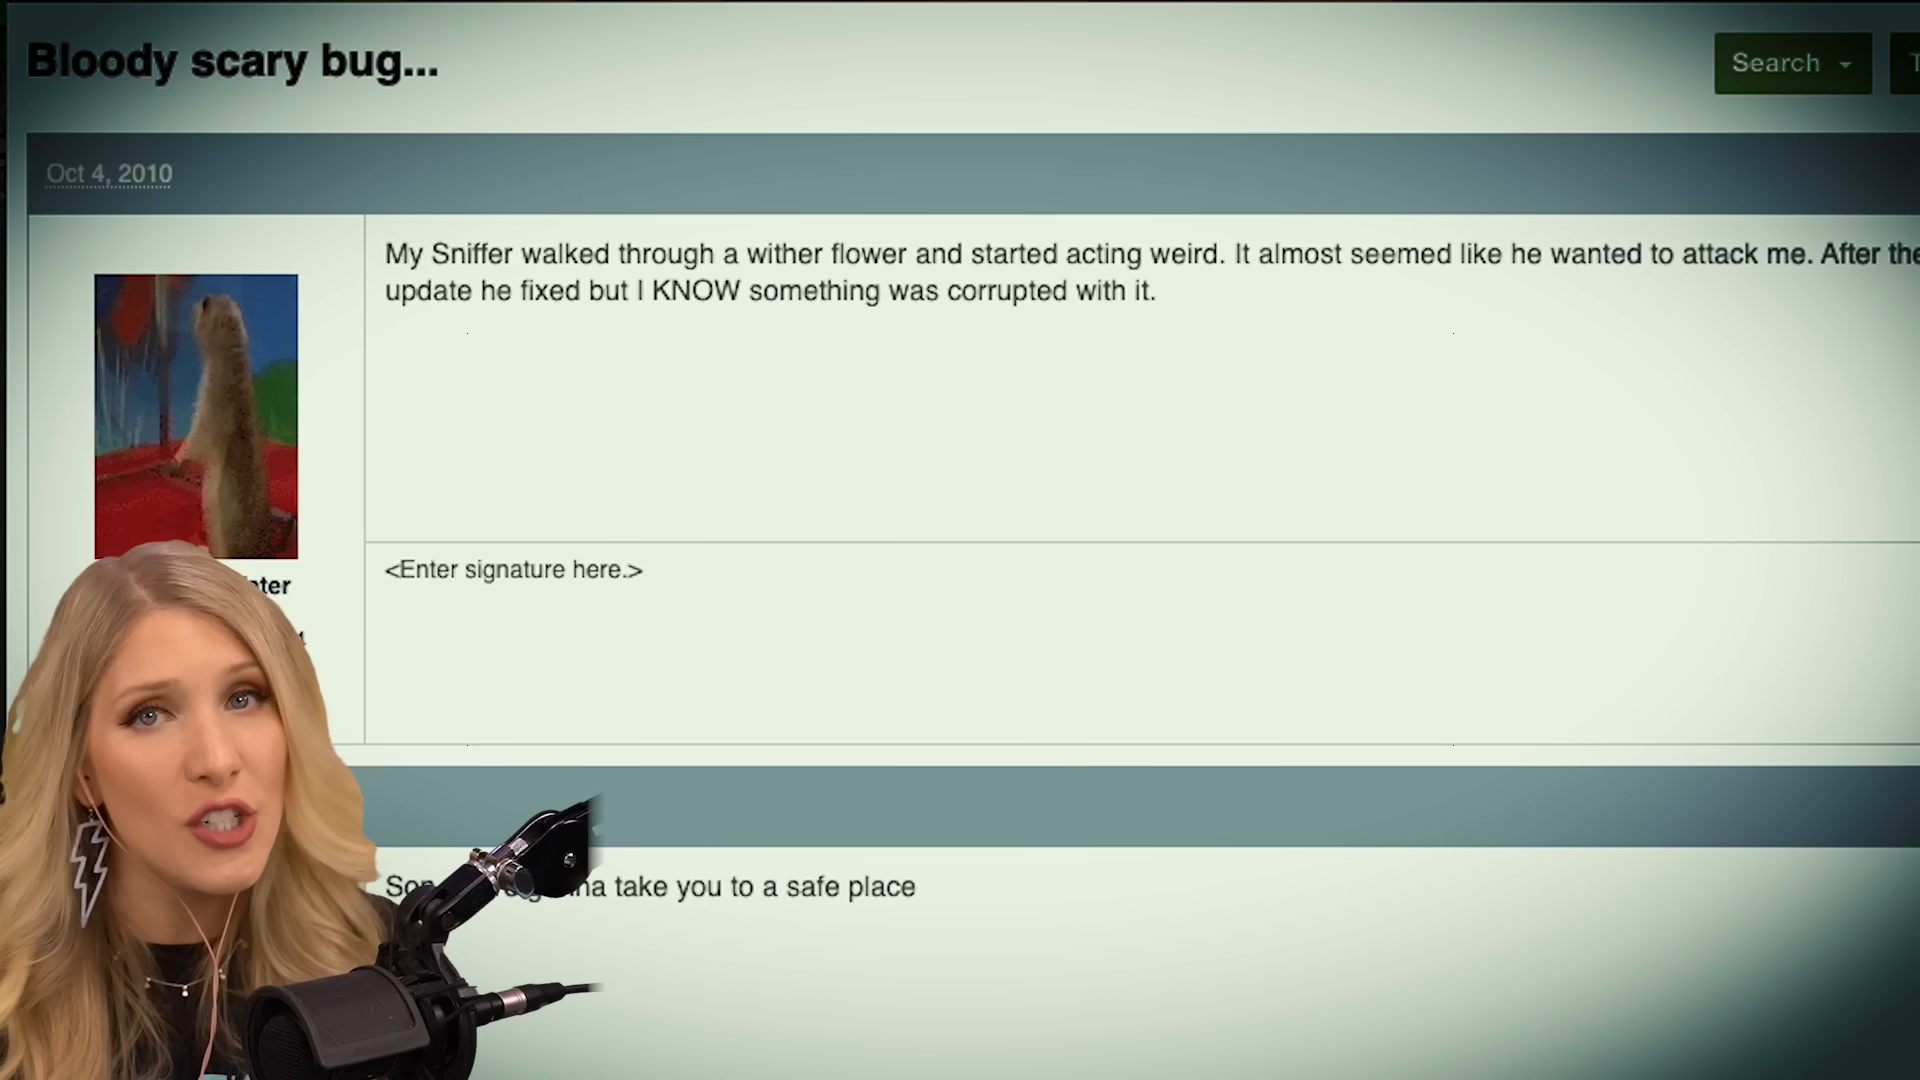 Bloody scary bug...
Search
Oct 4, 2010
My Sniffer walked through a wither flower and started acting weird. It almost seemed like he wanted to attack me. After the
update he fixed but I KNOW something was corrupted with it.
<Enter signature here.>
take you to a safe place